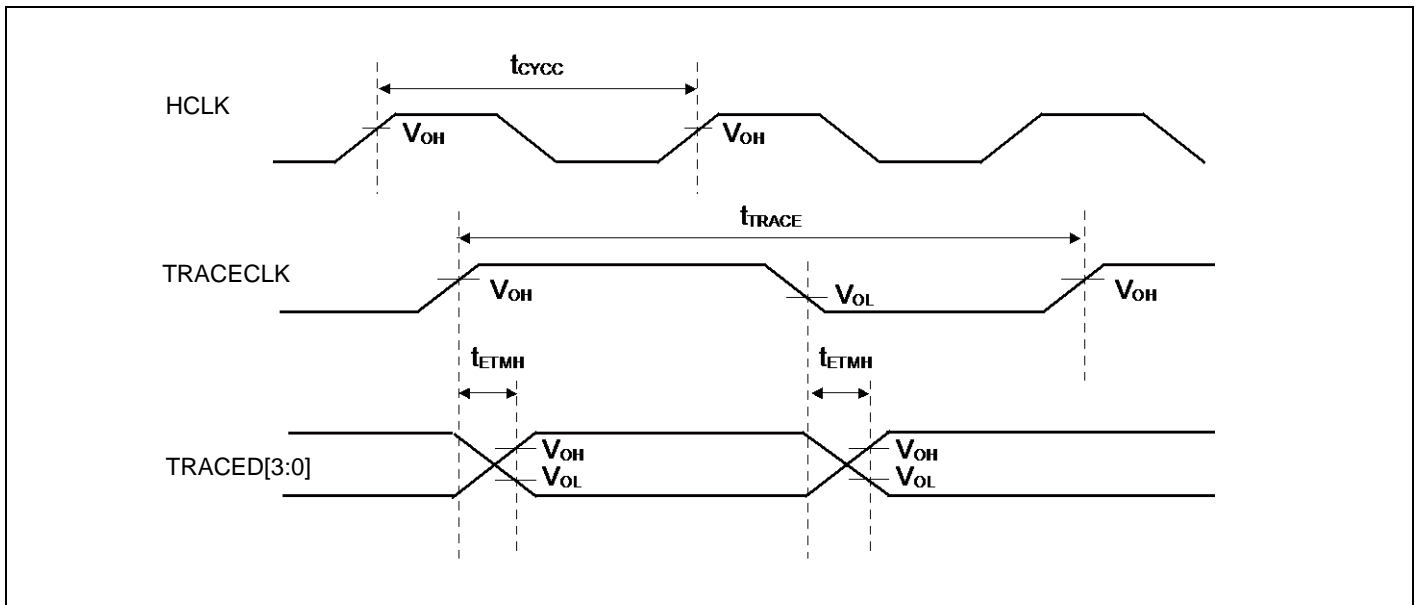 tCYCC
HCLK
VOH
VOH
tTRACE
TRACECLK
VOH
VOL
VOH
tETMH
tETMH
TRACED[3:0]
VOH
VOH
VOL
VOL